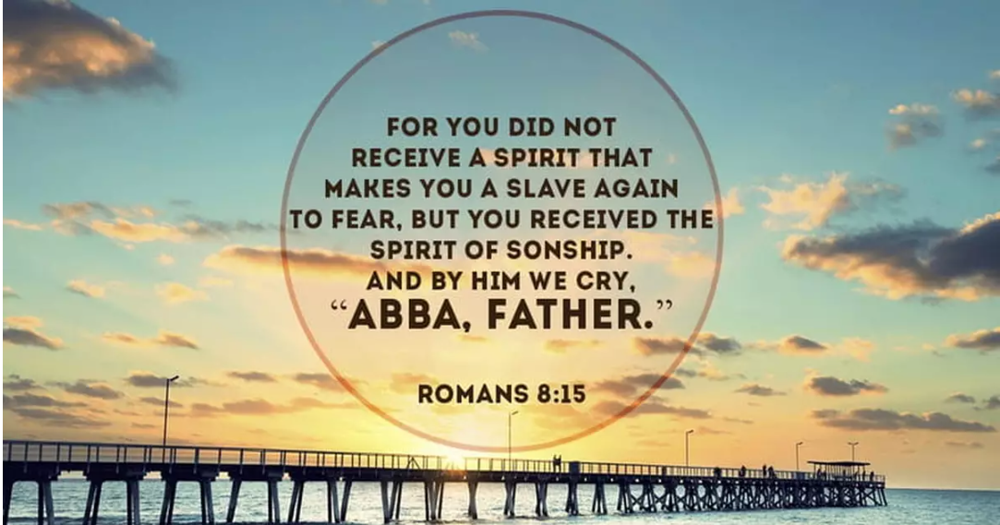 FOR YOU DID NOT
RECEIVE A SPIRIT THAT
MAKES YOU A SLAVE AGAIN
TO FEAR, BUT YOU RECEIVED THE
SPIRIT OF SONSHIP.
AND BY HIM WE CRY,
“ABBA, FATHER.”
ROMANS 8:15